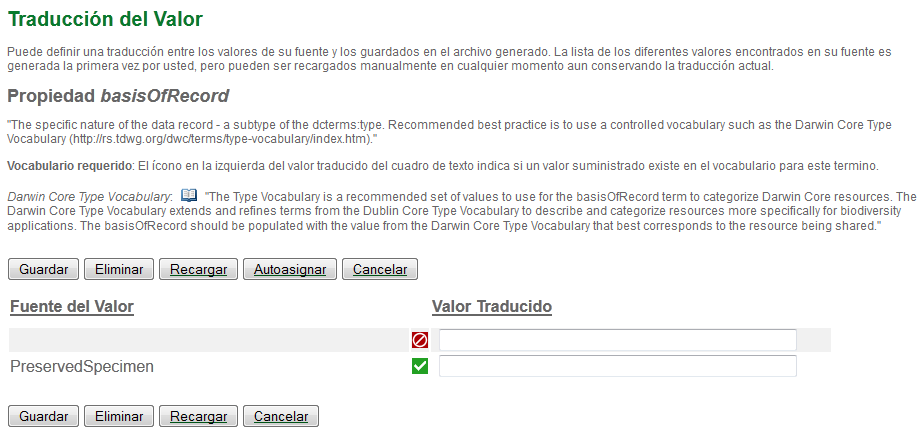 Traducción del Valor
Puede definir una traducción entre los valores de su fuente y los guardados en el archivo generado. La lista de los diferentes valores encontrados en su fuente es
generada la primera vez por usted, pero pueden ser recargados manualmente en cualquier momento aun conservando la traducción actual.
Propiedad basisOfRecord
"The specific nature of the data record - a subtype of the dcterms:type. Recommended best practice is to use a controlled vocabulary such as the Darwin Core Type
Vocabulary (http://rs.tdwg.org/dwc/terms/type-vocabulary/index.htm)."
Vocabulario requerido: El ícono en la izquierda del valor traducido del cuadro de texto indica si un valor suministrado existe en el vocabulario para este termino.
Darwin Core Type Vocabulary: "The Type Vocabulary is a recommended set of values to use for the basisOfRecord term to categorize Darwin Core resources. The
Darwin Core Type Vocabulary extends and refines terms from the Dublin Core Type Vocabulary to describe and categorize resources more specifically for biodiversity
applications. The basisOfRecord should be populated with the value from the Darwin Core Type Vocabulary that best corresponds to the resource being shared."
Guardar Eliminar Recargar Autoasignar Cancelar
Fuente del Valor Valor Traducido
PreservedSpecimen
Guardar Eliminar Recargar Cancelar